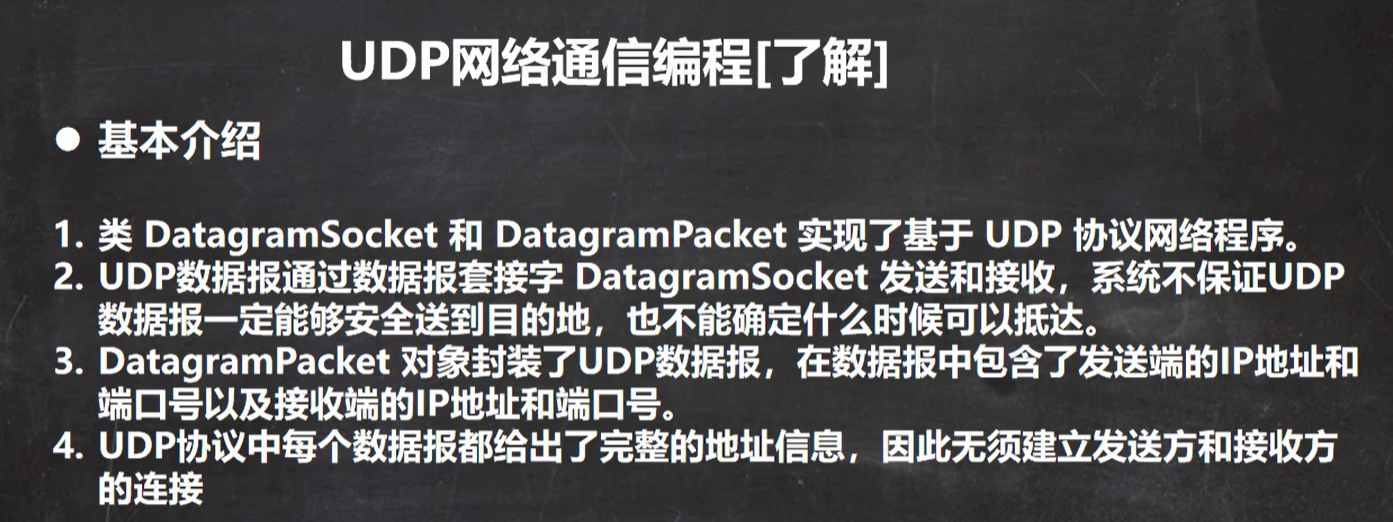 UDP网络通信编程[了解]
● 基本介绍
1. 类 DatagramSocket 和 DatagramPacket 实现了基于 UDP 协议网络程序。
2. UDP数据报通过数据报套接字 DatagramSocket 发送和接收，系统不保证UDP
数据报一定能够安全送到目的地，也不能确定什么时候可以抵达。
3. DatagramPacket 对象封装了UDP数据报，在数据报中包含了发送端的IP地址和
端口号以及接收端的IP地址和端口号。
4. UDP协议中每个数据报都给出了完整的地址信息，因此无须建立发送方和接收方
的连接